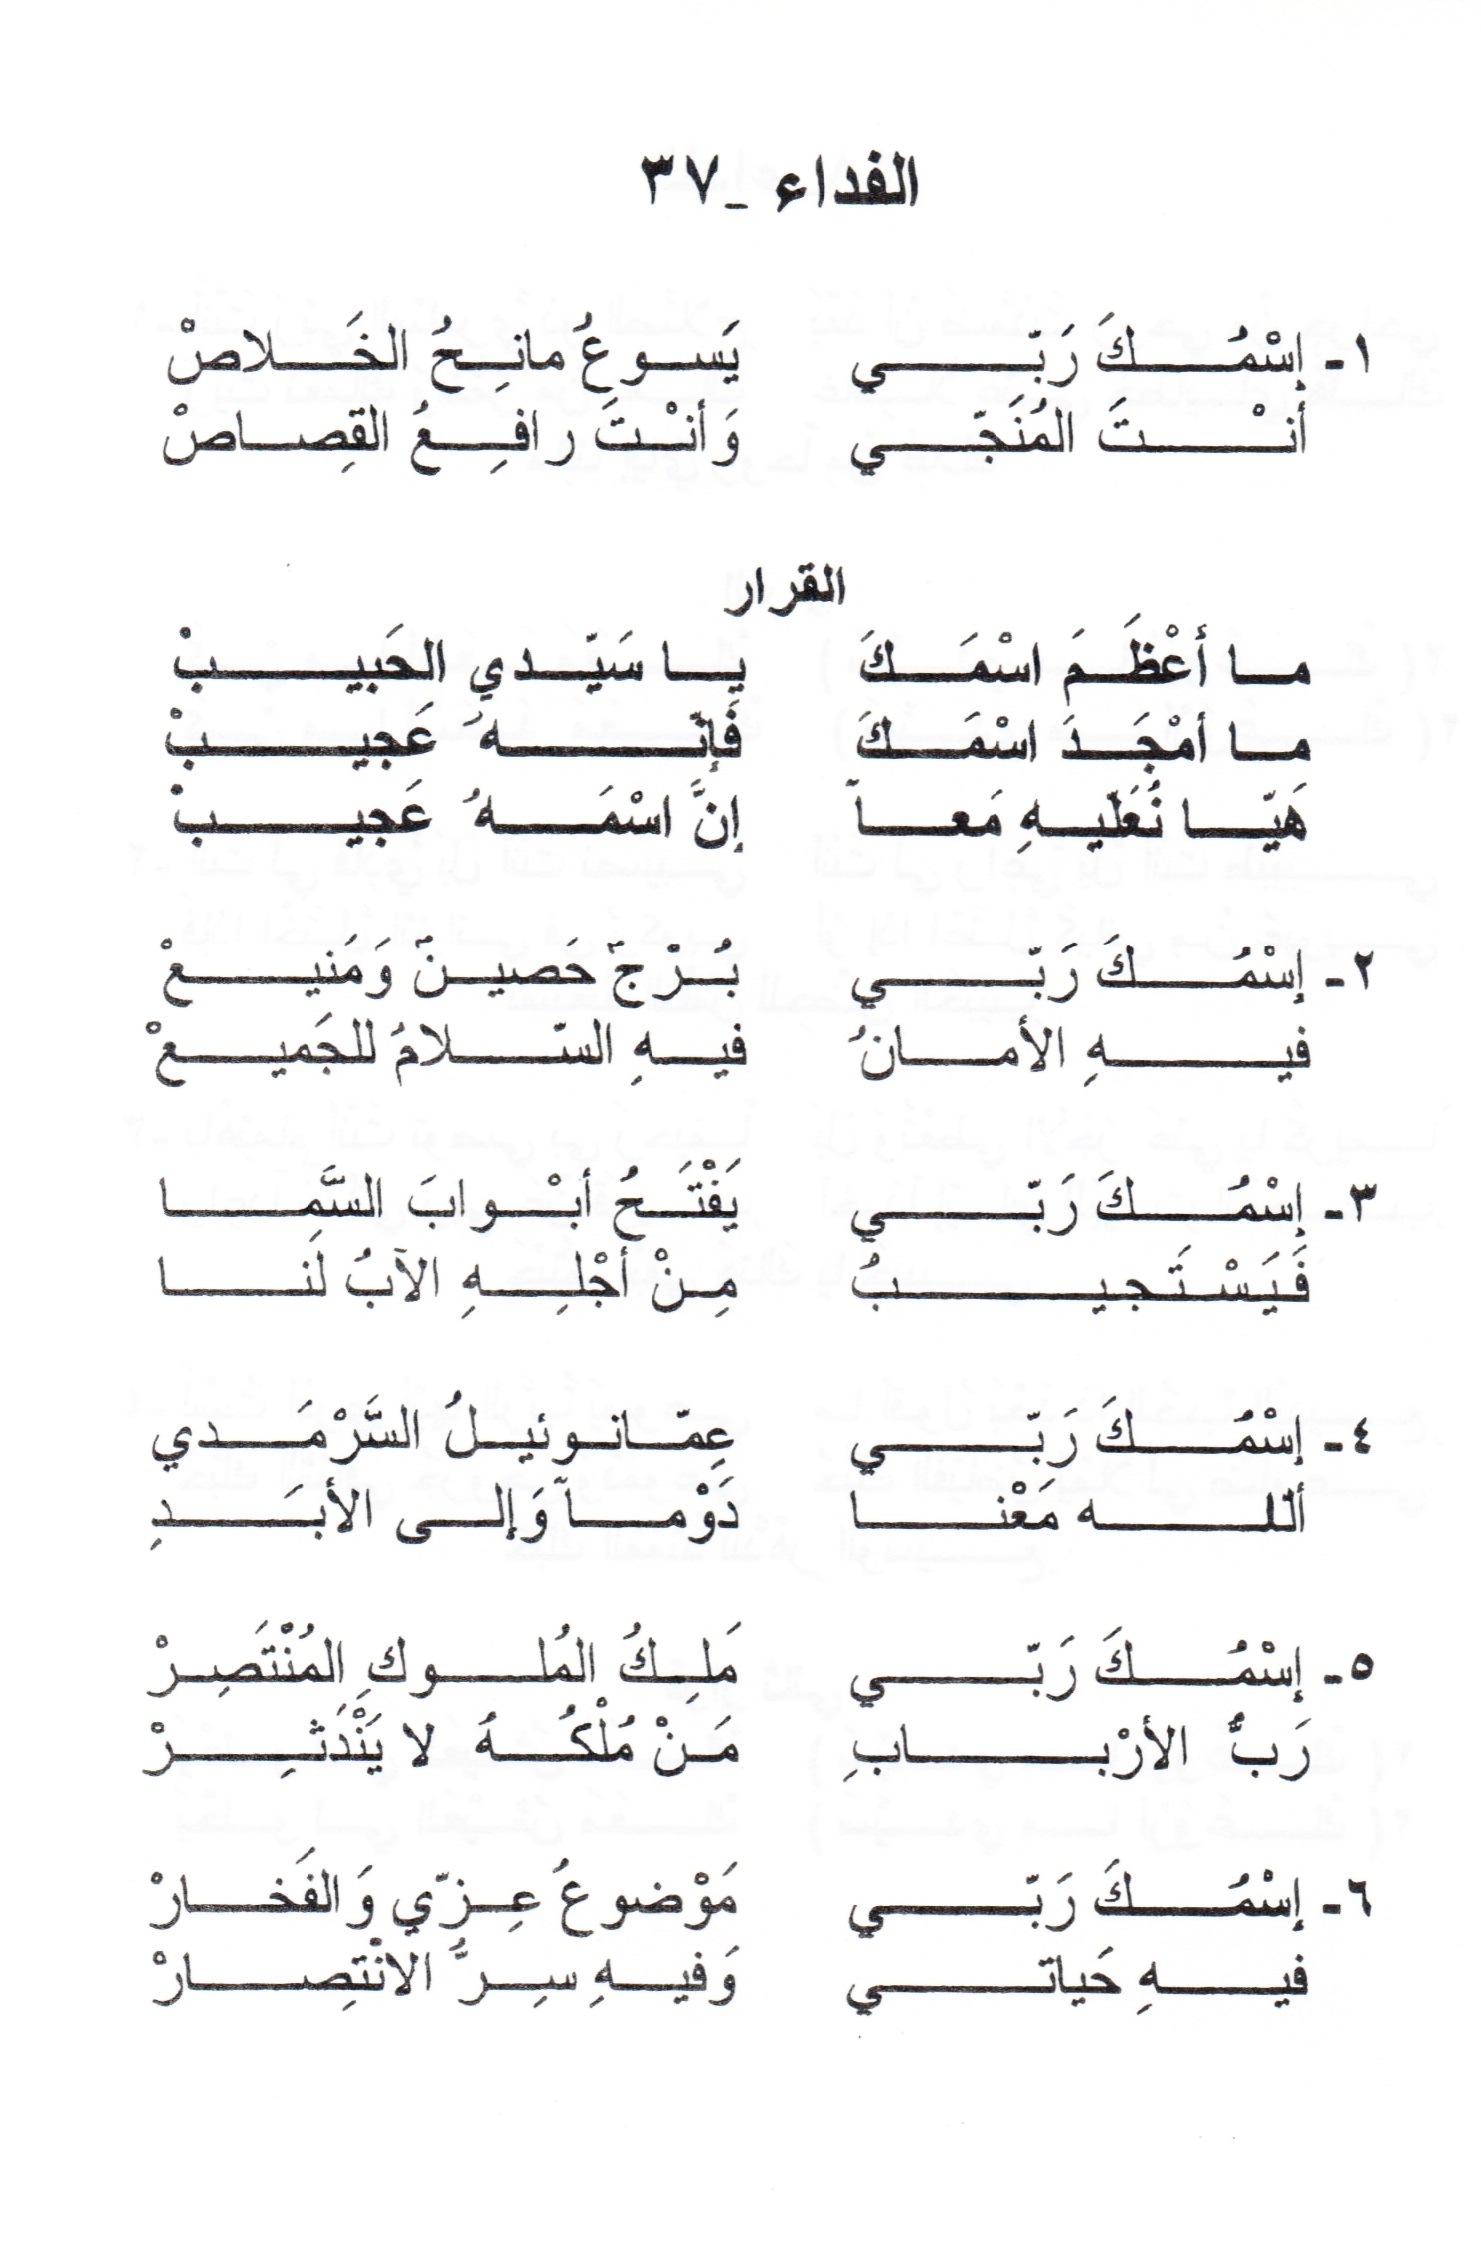 الفداء - ٣٧
١- إسْمُكَ رَبّي يَسوعُ مانِحُ الخَلاصْ
أنْتَ المُنَجّي وَأنْتَ رافِعُ القِصاصْ
القرار
ما أعْظَمَ اسْمَكَ يا سَيّدي الحَبيبْ
ما أمْجَدَ اسْمَكَ فَإنّهُ عَجيبْ
هَيّا نُعَلّيهِ مَعاً إنَّ اسْمَهُ عَجيبْ
٢- إسْمُكَ رَبّي بُرْجٌ حَصينٌ وَمَنيعْ
فيهِ الأمانُ فيهِ السّلامُ للجَميعْ
٣- إسْمُكَ رَبّي يَفْتَحُ أبْوابَ السَّمِا
فَيَسْتَجيبُ مِنْ أجْلِهِ الآبُ لَنا
٤- إسْمُكَ رَبّي عِمّانوئيلُ السَّرْمَدي
أللّه مَعْنا دَوْماً وَإلى الأبَدِ
٥- إسْمُكَ رَبّي مَلِكُ المُلوكِ المُنْتَصِرْ
رَبُّ الأرْبابِ مَنْ مُلْكُهُ لا يَنْدَثِرْ
٦- إسْمُكَ رَبّي مَوْضوعُ عِزّي وَالفَخارْ
فيهِ حَياتي وَفيهِ سِرُّ الانْتِصارْ